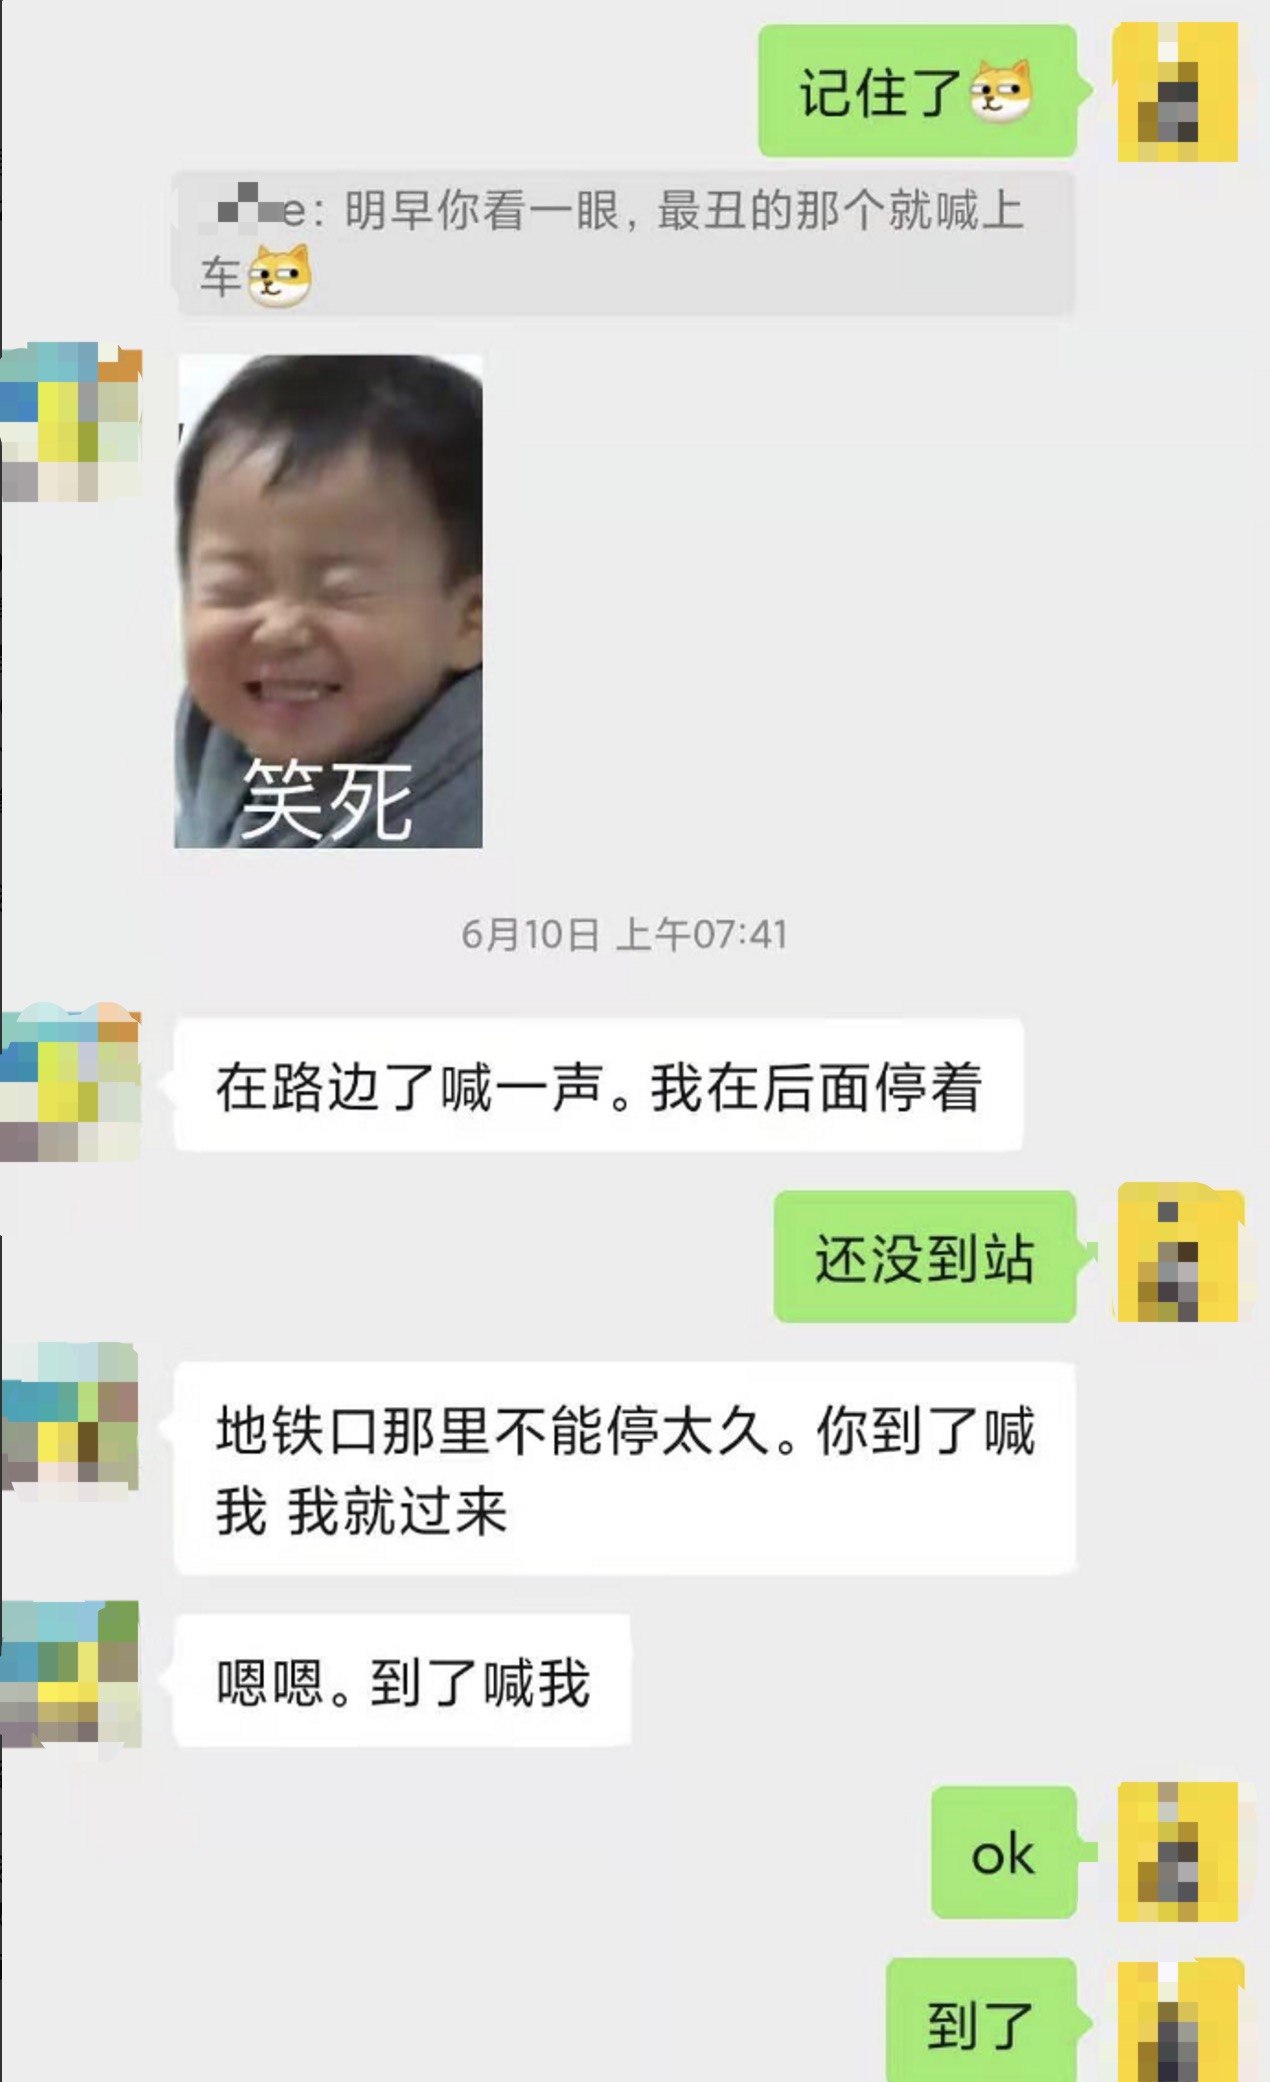 记住了
e: 明早你看一眼, 最丑的那个就喊上
车
笑死
6月10日 上午07:41
在路边了喊一声。我在后面停着
还没到站
地铁口那里不能停太久。你到了喊
我 我就过来
嗯嗯。到了喊我
ok
到了